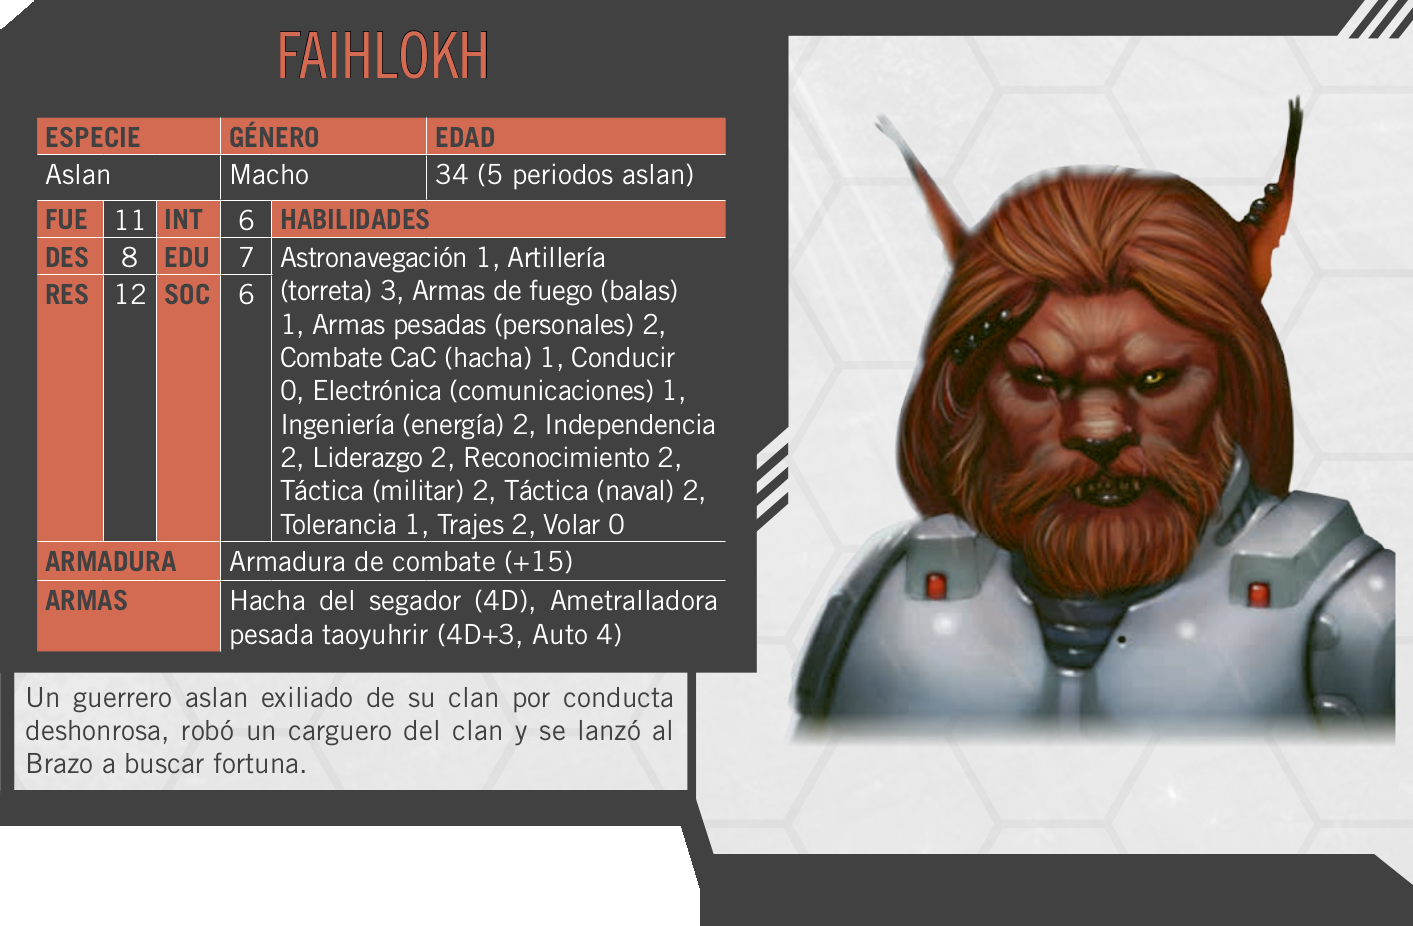 FAIHLOKH
ESPECIE GÉNERO EDAD
Aslan Macho 34 (5 periodos aslan)
FUE 11 INT 6 HABILIDADES
DES 8 EDU 7 Astronavegación 1, Artillería
RES 12 SOC 6 (torreta) 3, Armas de fuego (balas)
1, Armas pesadas (personales) 2,
Combate CaC (hacha) 1, Conducir
0, Electrónica (comunicaciones) 1,
Ingeniería (energía) 2, Independencia
2, Liderazgo 2, Reconocimiento 2,
Táctica (militar) 2, Táctica (naval) 2,
Tolerancia 1, Trajes 2, Volar 0
ARMADURA Armadura de combate (+15)
ARMAS Hacha del segador (4D), Ametralladora
pesada taoyuhrir (4D+3, Auto 4)
Un guerrero aslan exiliado de su clan por conducta
deshonrosa, robó un carguero del clan y se lanzó al
Brazo a buscar fortuna.